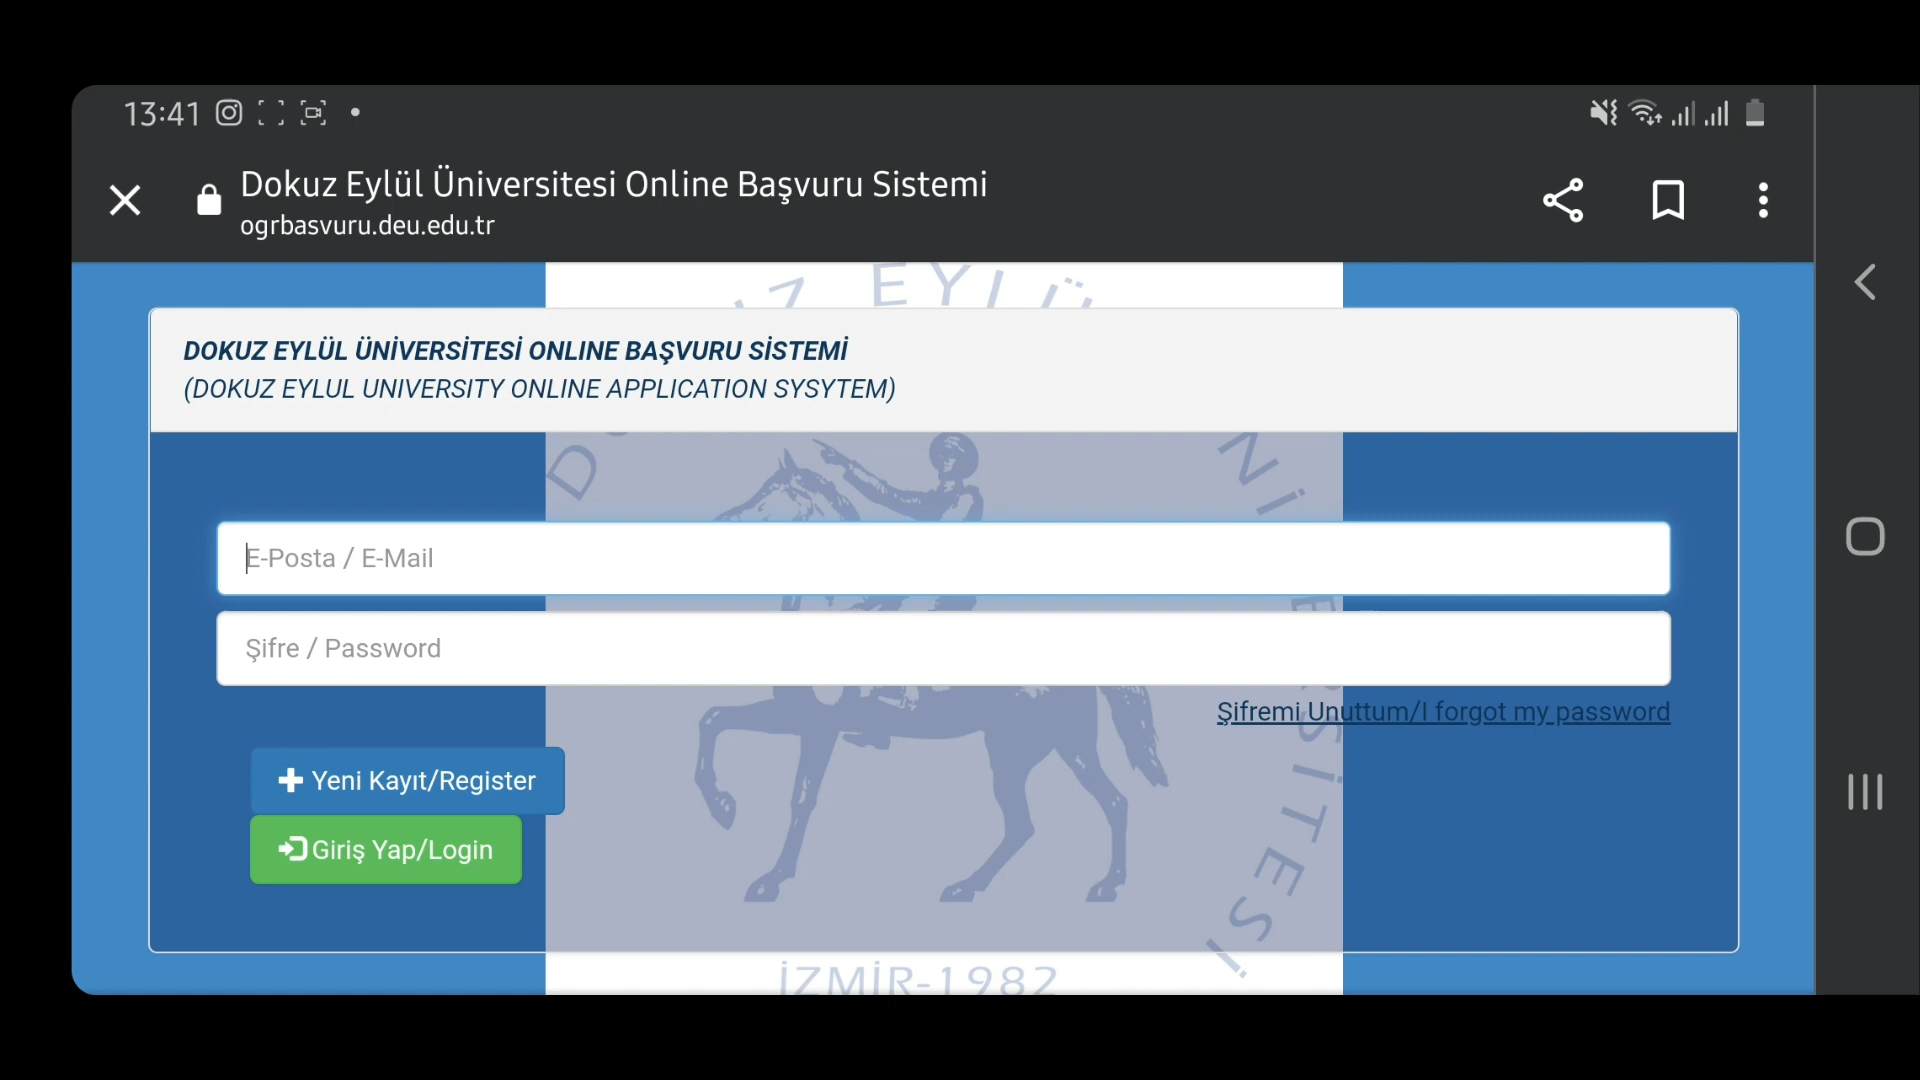 13:41
Dokuz Eylül Üniversitesi Online Başvuru Sistemi
ogrbasvuru.deu.edu.tr
DOKUZ EYLÜL ÜNİVERSİTESİ ONLINE BAŞVURU SİSTEMİ
(DOKUZ EYLUL UNIVERSITY ONLINE APPLICATION SYSYTEM)
E-Posta / E-Mail
Şifre / Password
Şifremi Unuttum/I forgot my password
Yeni Kayıt/Register
Giriş Yap/Login
İZMİR-1982